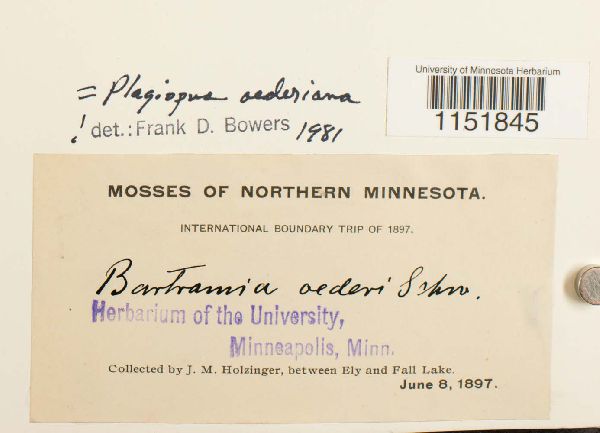 University of Minnesota Herbarium
1151845
= Plagiopus oederiana
! det.: Frank D. Bowers 1981
MOSSES OF NORTHERN MINNESOTA.
INTERNATIONAL BOUNDARY TRIP OF 1897.
Bartramia oederi Schw.
Herbarium of the University,
Minneapolis, Minn.
Collected by J. M. Holzinger, between Ely and Fall Lake.
June 8, 1897.